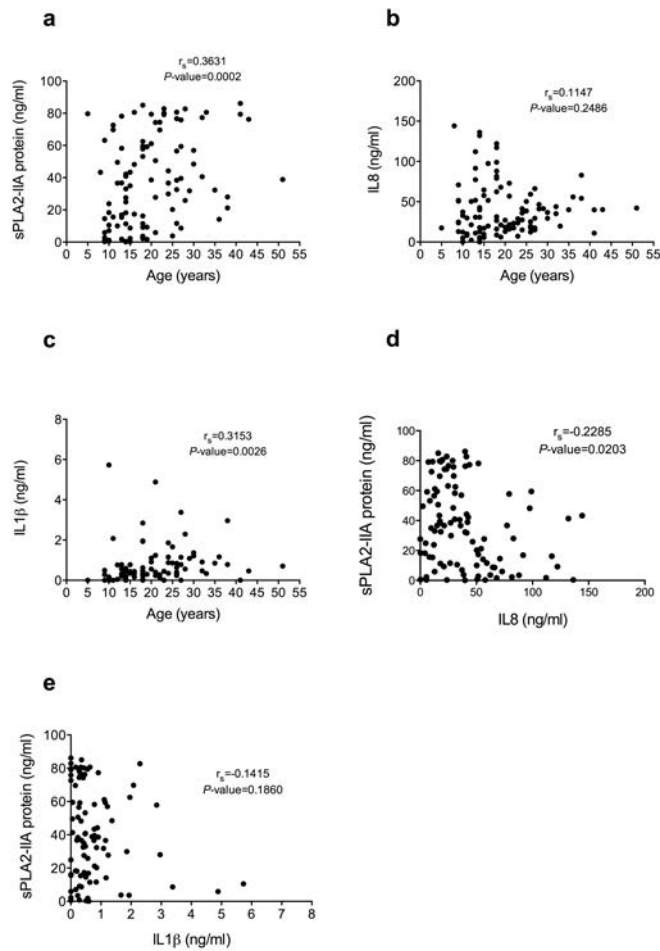 a
r_s=0.3631
P-value=0.0002
sPLA2-IIA protein (ng/ml)
100
80
60
40
20
0
0 5 10 15 20 25 30 35 40 45 50 55
Age (years)
b
r_s=0.1147
P-value=0.2486
IL8 (ng/ml)
200
150
100
50
0
0 5 10 15 20 25 30 35 40 45 50 55
Age (years)
c
r_s=0.3153
P-value=0.0026
IL1β (ng/ml)
8
6
4
2
0
0 5 10 15 20 25 30 35 40 45 50 55
Age (years)
d
r_s=-0.2285
P-value=0.0203
sPLA2-IIA protein (ng/ml)
100
80
60
40
20
0
0 50 100 150 200
IL8 (ng/ml)
e
r_s=-0.1415
P-value=0.1860
sPLA2-IIA protein (ng/ml)
100
80
60
40
20
0
0 1 2 3 4 5 6 7 8
IL1β (ng/ml)